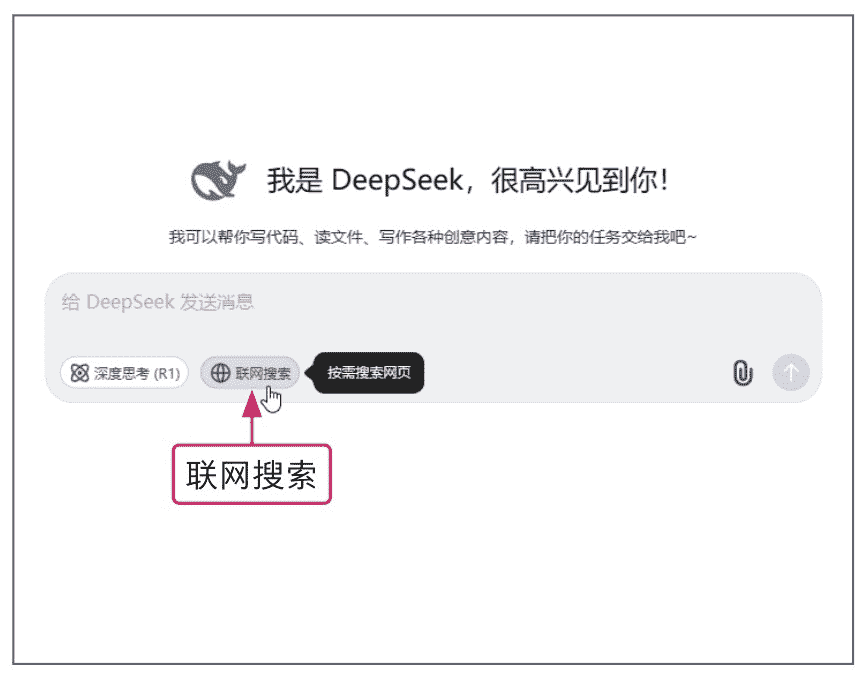 我是 DeepSeek，很高兴见到你！
我可以帮你写代码、读文件、写作各种创意内容，请把你的任务交给我吧~
给 DeepSeek 发送消息
深度思考 (R1)
联网搜索
按需搜索网页
联网搜索